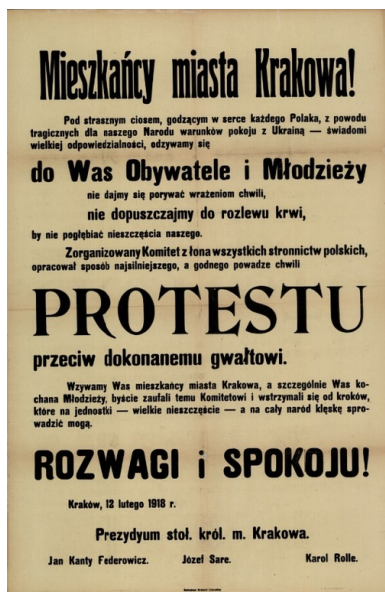 Mieszkańcy miasta Krakowa!
Pod strasznym ciosem, godzącym w serce każdego Polaka, z powodu
tragicznych dla naszego Narodu warunków pokoju z Ukrainą — świadomi
wielkiej odpowiedzialności, odzywamy się
do Was Obywatele i Młodzieży
nie dajmy się porywać wrażeniom chwili,
nie dopuszczajmy do rozlewu krwi,
by nie pogłębiać nieszczęścia naszego.
Zorganizowany Komitet z łona wszystkich stronnictw polskich,
opracował sposób najsilniejszego, a godnego powadze chwili
PROTESTU
przeciw dokonanemu gwałtowi.
Wzywamy Was mieszkańcy miasta Krakowa, a szczególnie Was ko-
chana Młodzieży, byście zaufali temu Komitetowi i wstrzymali się od kroków,
które na jednostki — wielkie nieszczęście — a na cały naród klęskę spro-
wadzić mogą.
ROZWAGI i SPOKOJU!
Kraków, 12 lutego 1918 r.
Prezydyum stoł. król. m. Krakowa.
Jan Kanty Federowicz. Józef Sare. Karol Rolle.